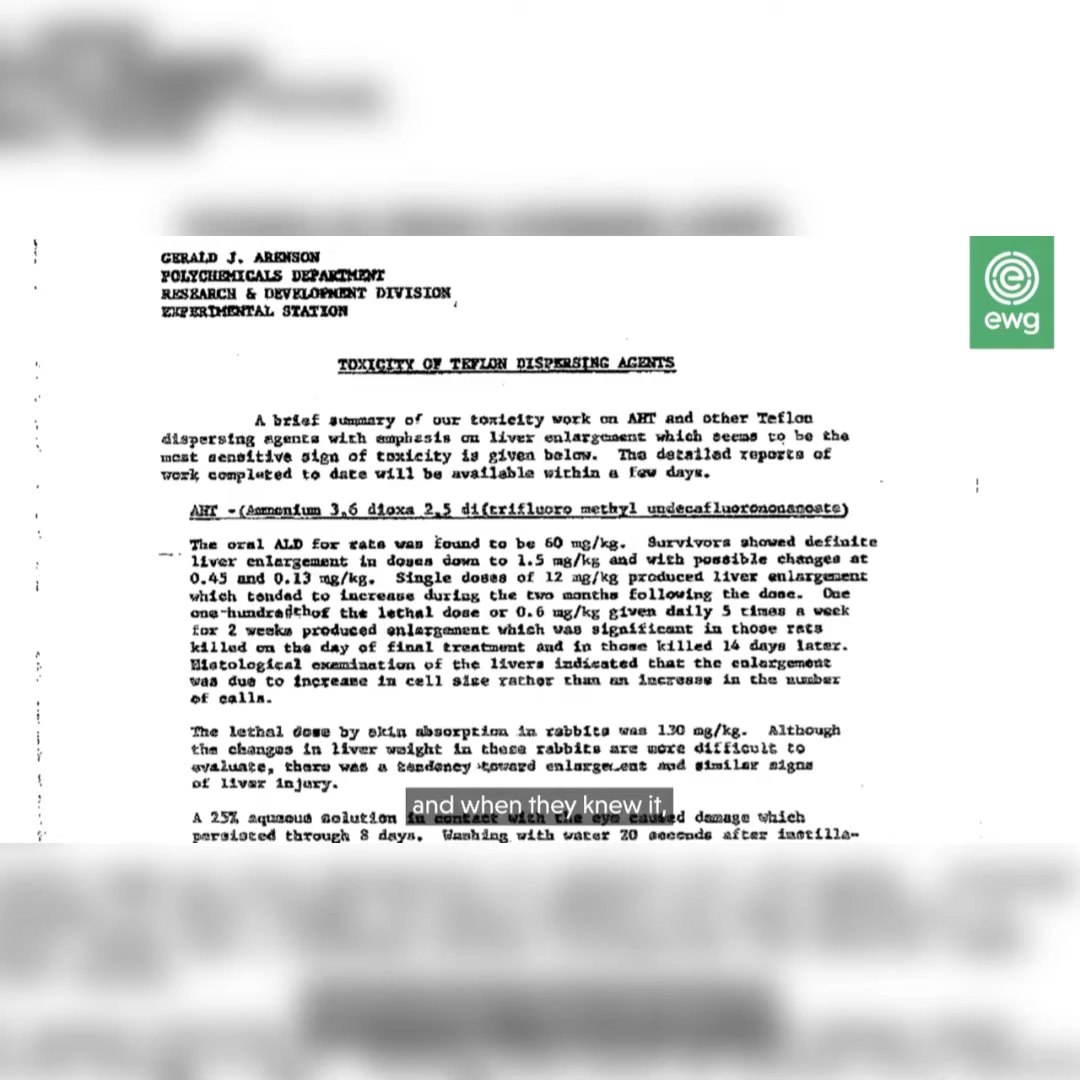 GERALD J. ARENSON
POLYCHEMICALS DEPARTMENT
RESEARCH & DEVELOPMENT DIVISION
EXPERIMENTAL STATION
ewg
TOXICITY OF TEFLON DISPERSING AGENTS
A brief summary of our toxicity work on AHT and other Teflon
dispersing agents with emphasis on liver enlargement which seems to be the
most sensitive sign of toxicity is given below. The detailed reports of
work completed to date will be available within a few days.
AHT - (Ammonium 3,6 dioxa 2,5 di(trifluoro methyl undecafluorononanoate)
The oral ALD for rats was found to be 60 mg/kg. Survivors showed definite
liver enlargement in doses down to 1.5 mg/kg and with possible changes at
0.45 and 0.13 mg/kg. Single doses of 12 mg/kg produced liver enlargement
which tended to increase during the two months following the dose. One
one-hundredth of the lethal dose or 0.6 mg/kg given daily 5 times a week
for 2 weeks produced enlargement which was significant in those rats
killed on the day of final treatment and in those killed 14 days later.
Histological examination of the livers indicated that the enlargement
was due to increase in cell size rather than an increase in the number
of calls.
The lethal dose by skin absorption in rabbits was 130 mg/kg. Although
the changes in liver weight in these rabbits are more difficult to
evaluate, there was a tendency toward enlargement and similar signs
of liver injury.
and when they knew it,
A 25% aqueous solution in contact with the eye caused damage which
persisted through 8 days. Washing with water 20 seconds after instilla-